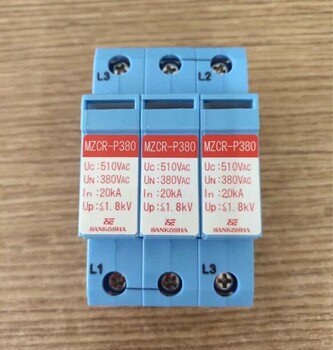 L3 L2
MZCR-P380 MZCR-P380 MZCR-P380
Uc:510VAC Uc:510VAC Uc:510VAC
UN:380VAC UN:380VAC UN:380VAC
In:20kA In:20kA In:20kA
Up:≦1.8kV Up:≦1.8kV Up:≦1.8kV
SANKOSHA SANKOSHA SANKOSHA
L1 L3